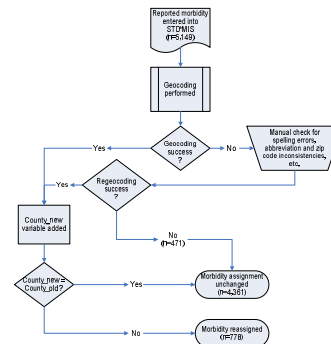 Reported morbidity
entered into
STD*MIS
(n=5,149)
Geocoding
performed
Geocoding
success
?
Yes
No
Manual check for
spelling errors,
abbreviation and zip
code inconsistencies,
etc.
Regeocoding
success
?
Yes
County_new
variable added
No
(n=471)
County_new =
County_old?
Yes
Morbidity assignment
unchanged
(n=4,361)
No
Morbidity reassigned
(n=778)